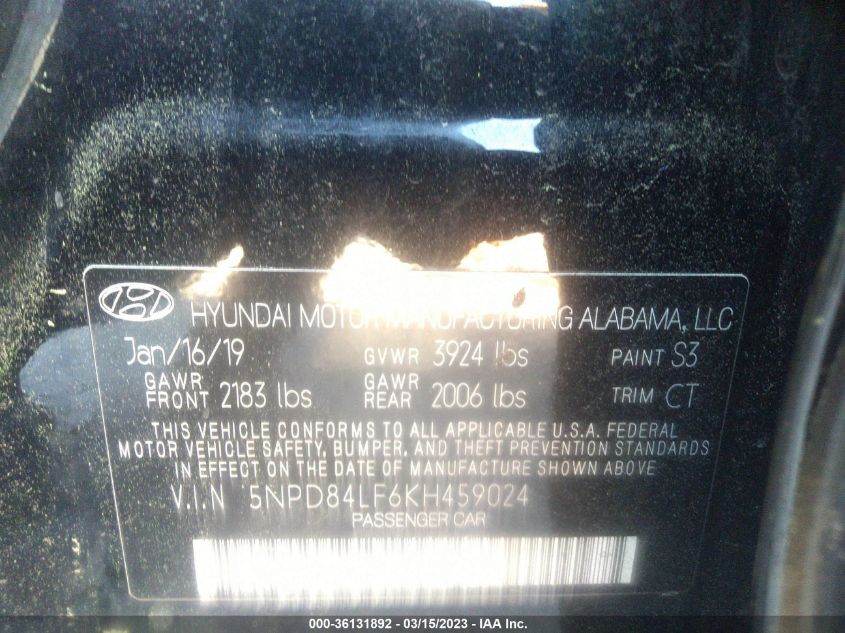 HYUNDAI MOTOR MANUFACTURING ALABAMA, LLC
Jan/16/19 GVWR 3924 lbs PAINT S3
GAWR FRONT 2183 lbs GAWR REAR 2006 lbs TRIM CT
THIS VEHICLE CONFORMS TO ALL APPLICABLE U.S.A. FEDERAL
MOTOR VEHICLE SAFETY, BUMPER, AND THEFT PREVENTION STANDARDS
IN EFFECT ON THE DATE OF MANUFACTURE SHOWN ABOVE
V.I.N 5NPD84LF6KH459024
PASSENGER CAR
000-36131892 - 03/15/2023 - IAA Inc.